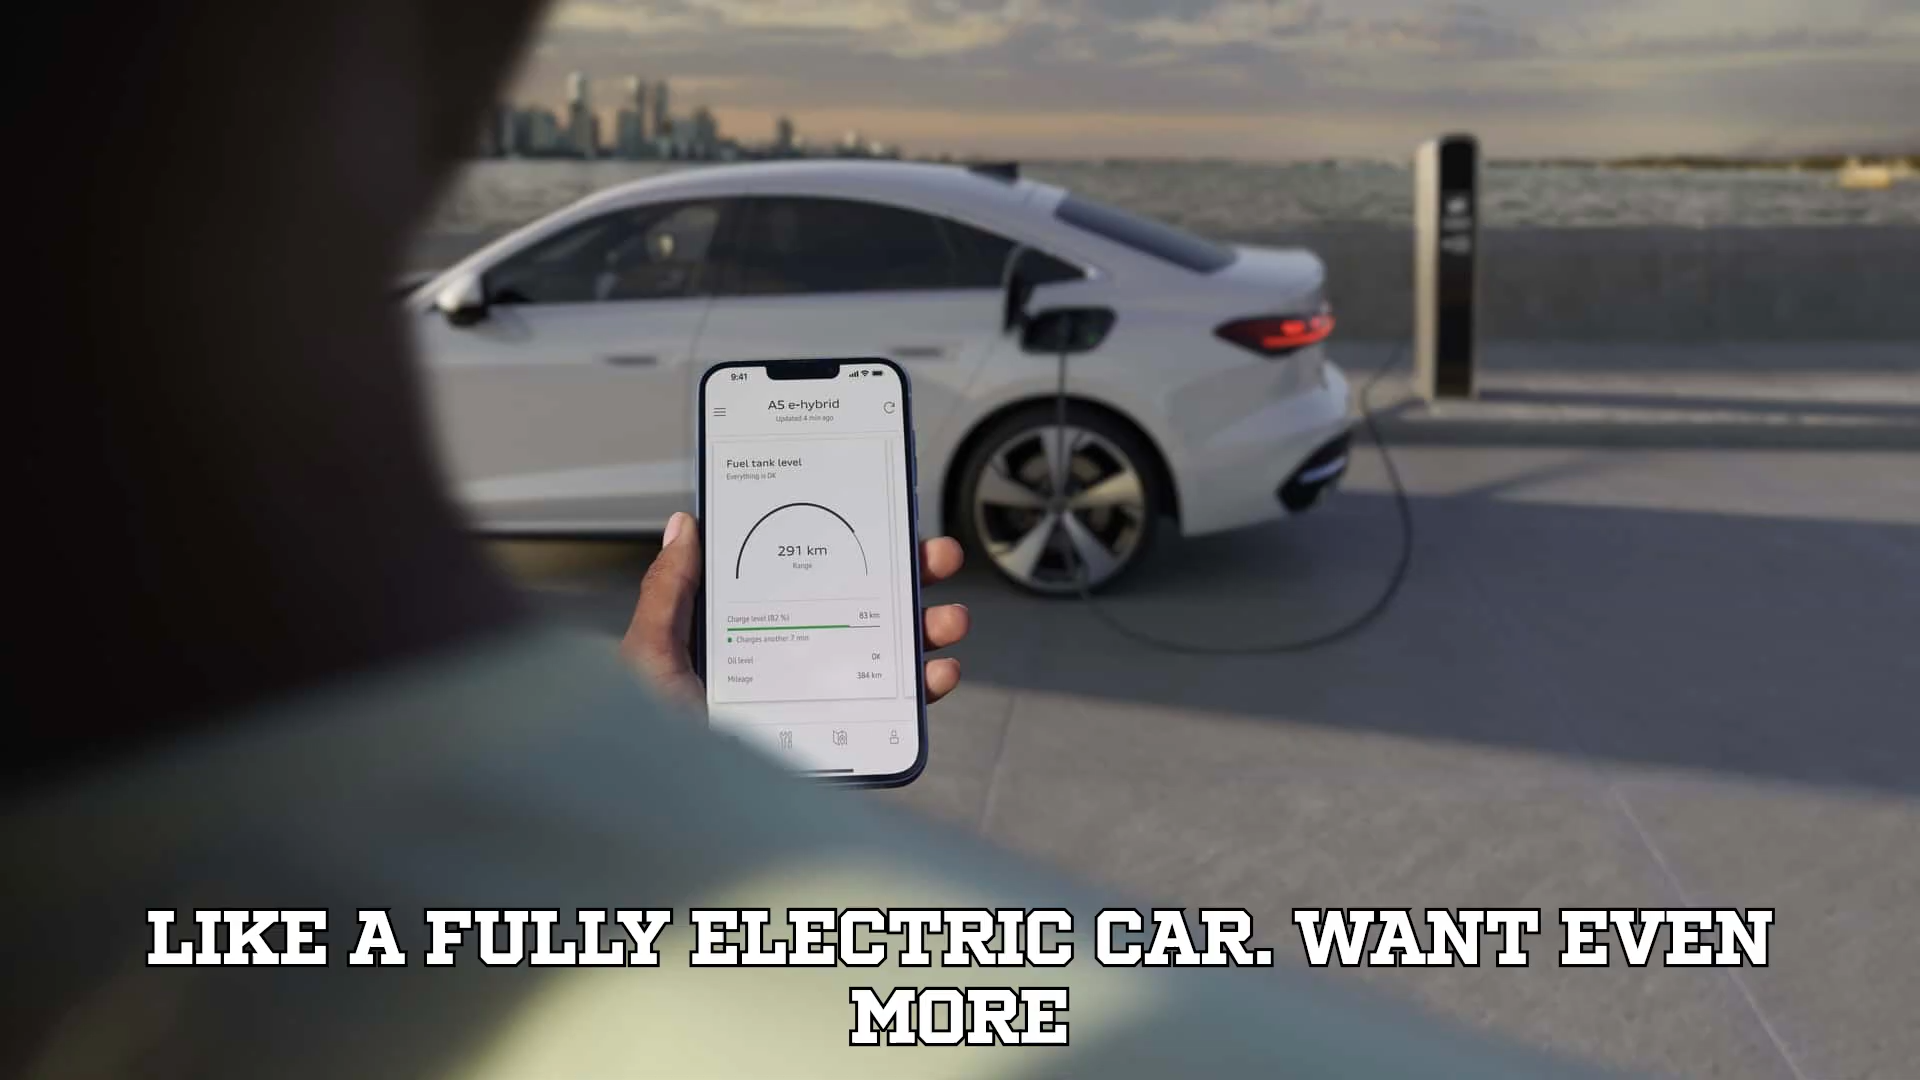 9:41
A5 e-hybrid
Updated 4 min ago
Fuel tank level
Everything is OK
291 km
Range
Charge level (82 %) 83 km
Charges another 7 min
Oil level OK
Mileage 384 km
LIKE A FULLY ELECTRIC CAR. WANT EVEN
MORE